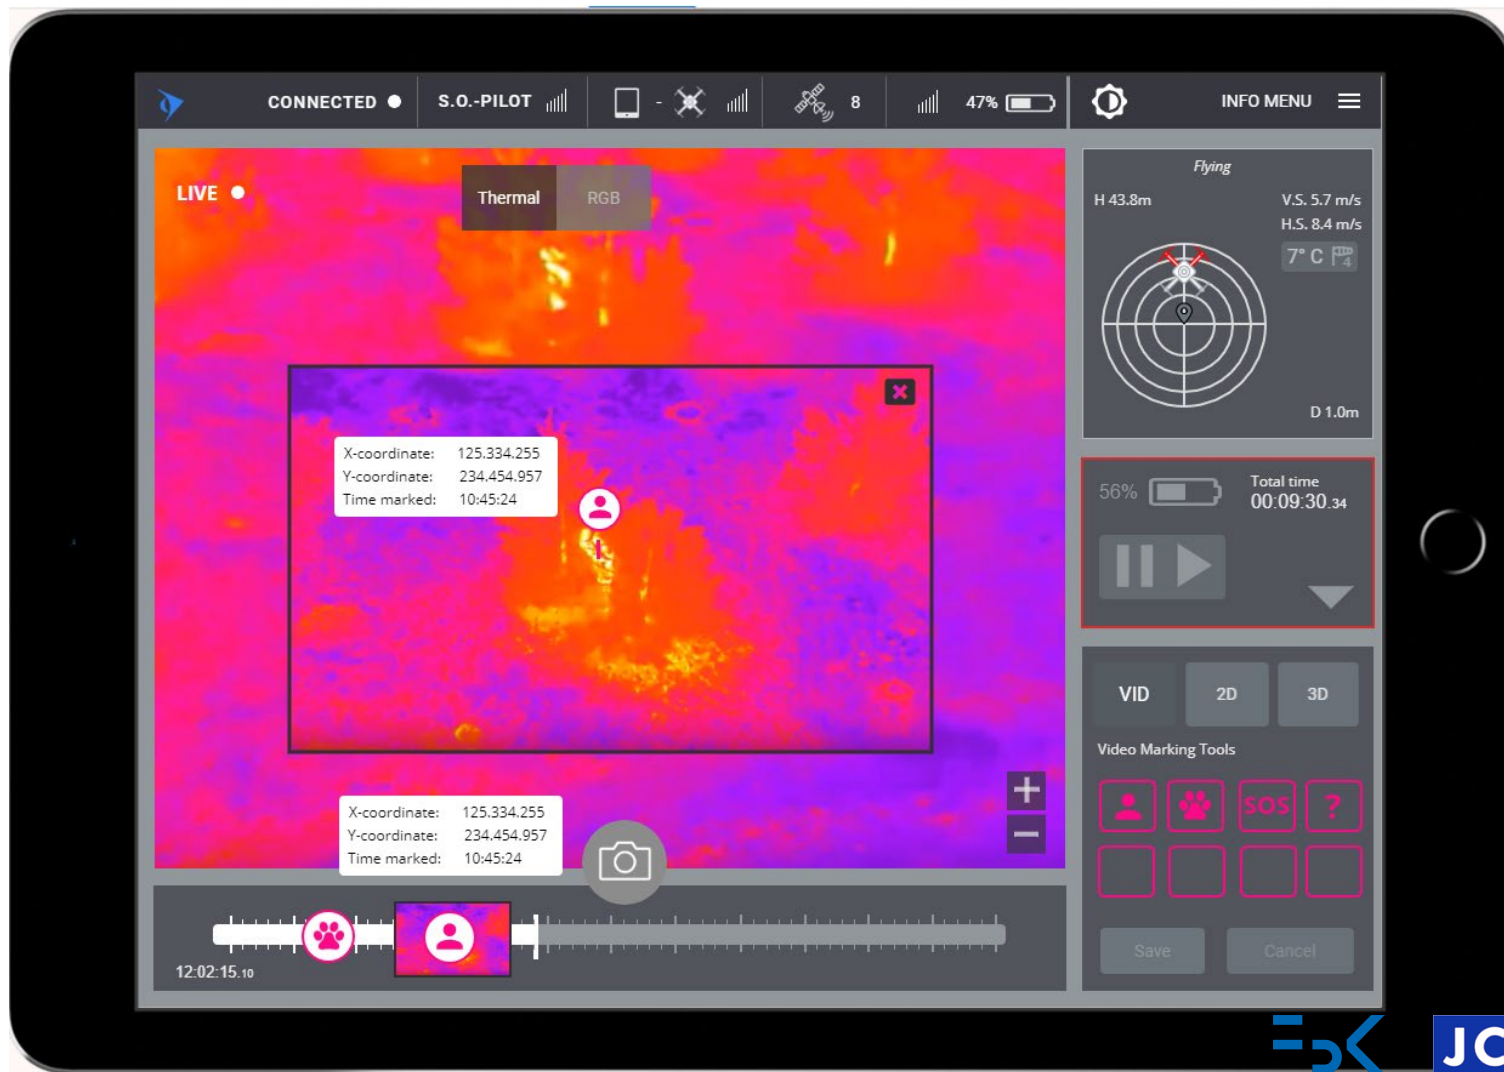 CONNECTED
S.O.-PILOT
-
8
47%
INFO MENU
LIVE
Thermal
RGB
Flying
H 43.8m
V.S. 5.7 m/s
H.S. 8.4 m/s
7° C
4
D 1.0m
X-coordinate: 125.334.255
Y-coordinate: 234.454.957
Time marked: 10:45:24
56%
Total time
00:09:30.34
VID
2D
3D
Video Marking Tools
SOS
?
X-coordinate: 125.334.255
Y-coordinate: 234.454.957
Time marked: 10:45:24
12:02:15.10
Save
Cancel
JC